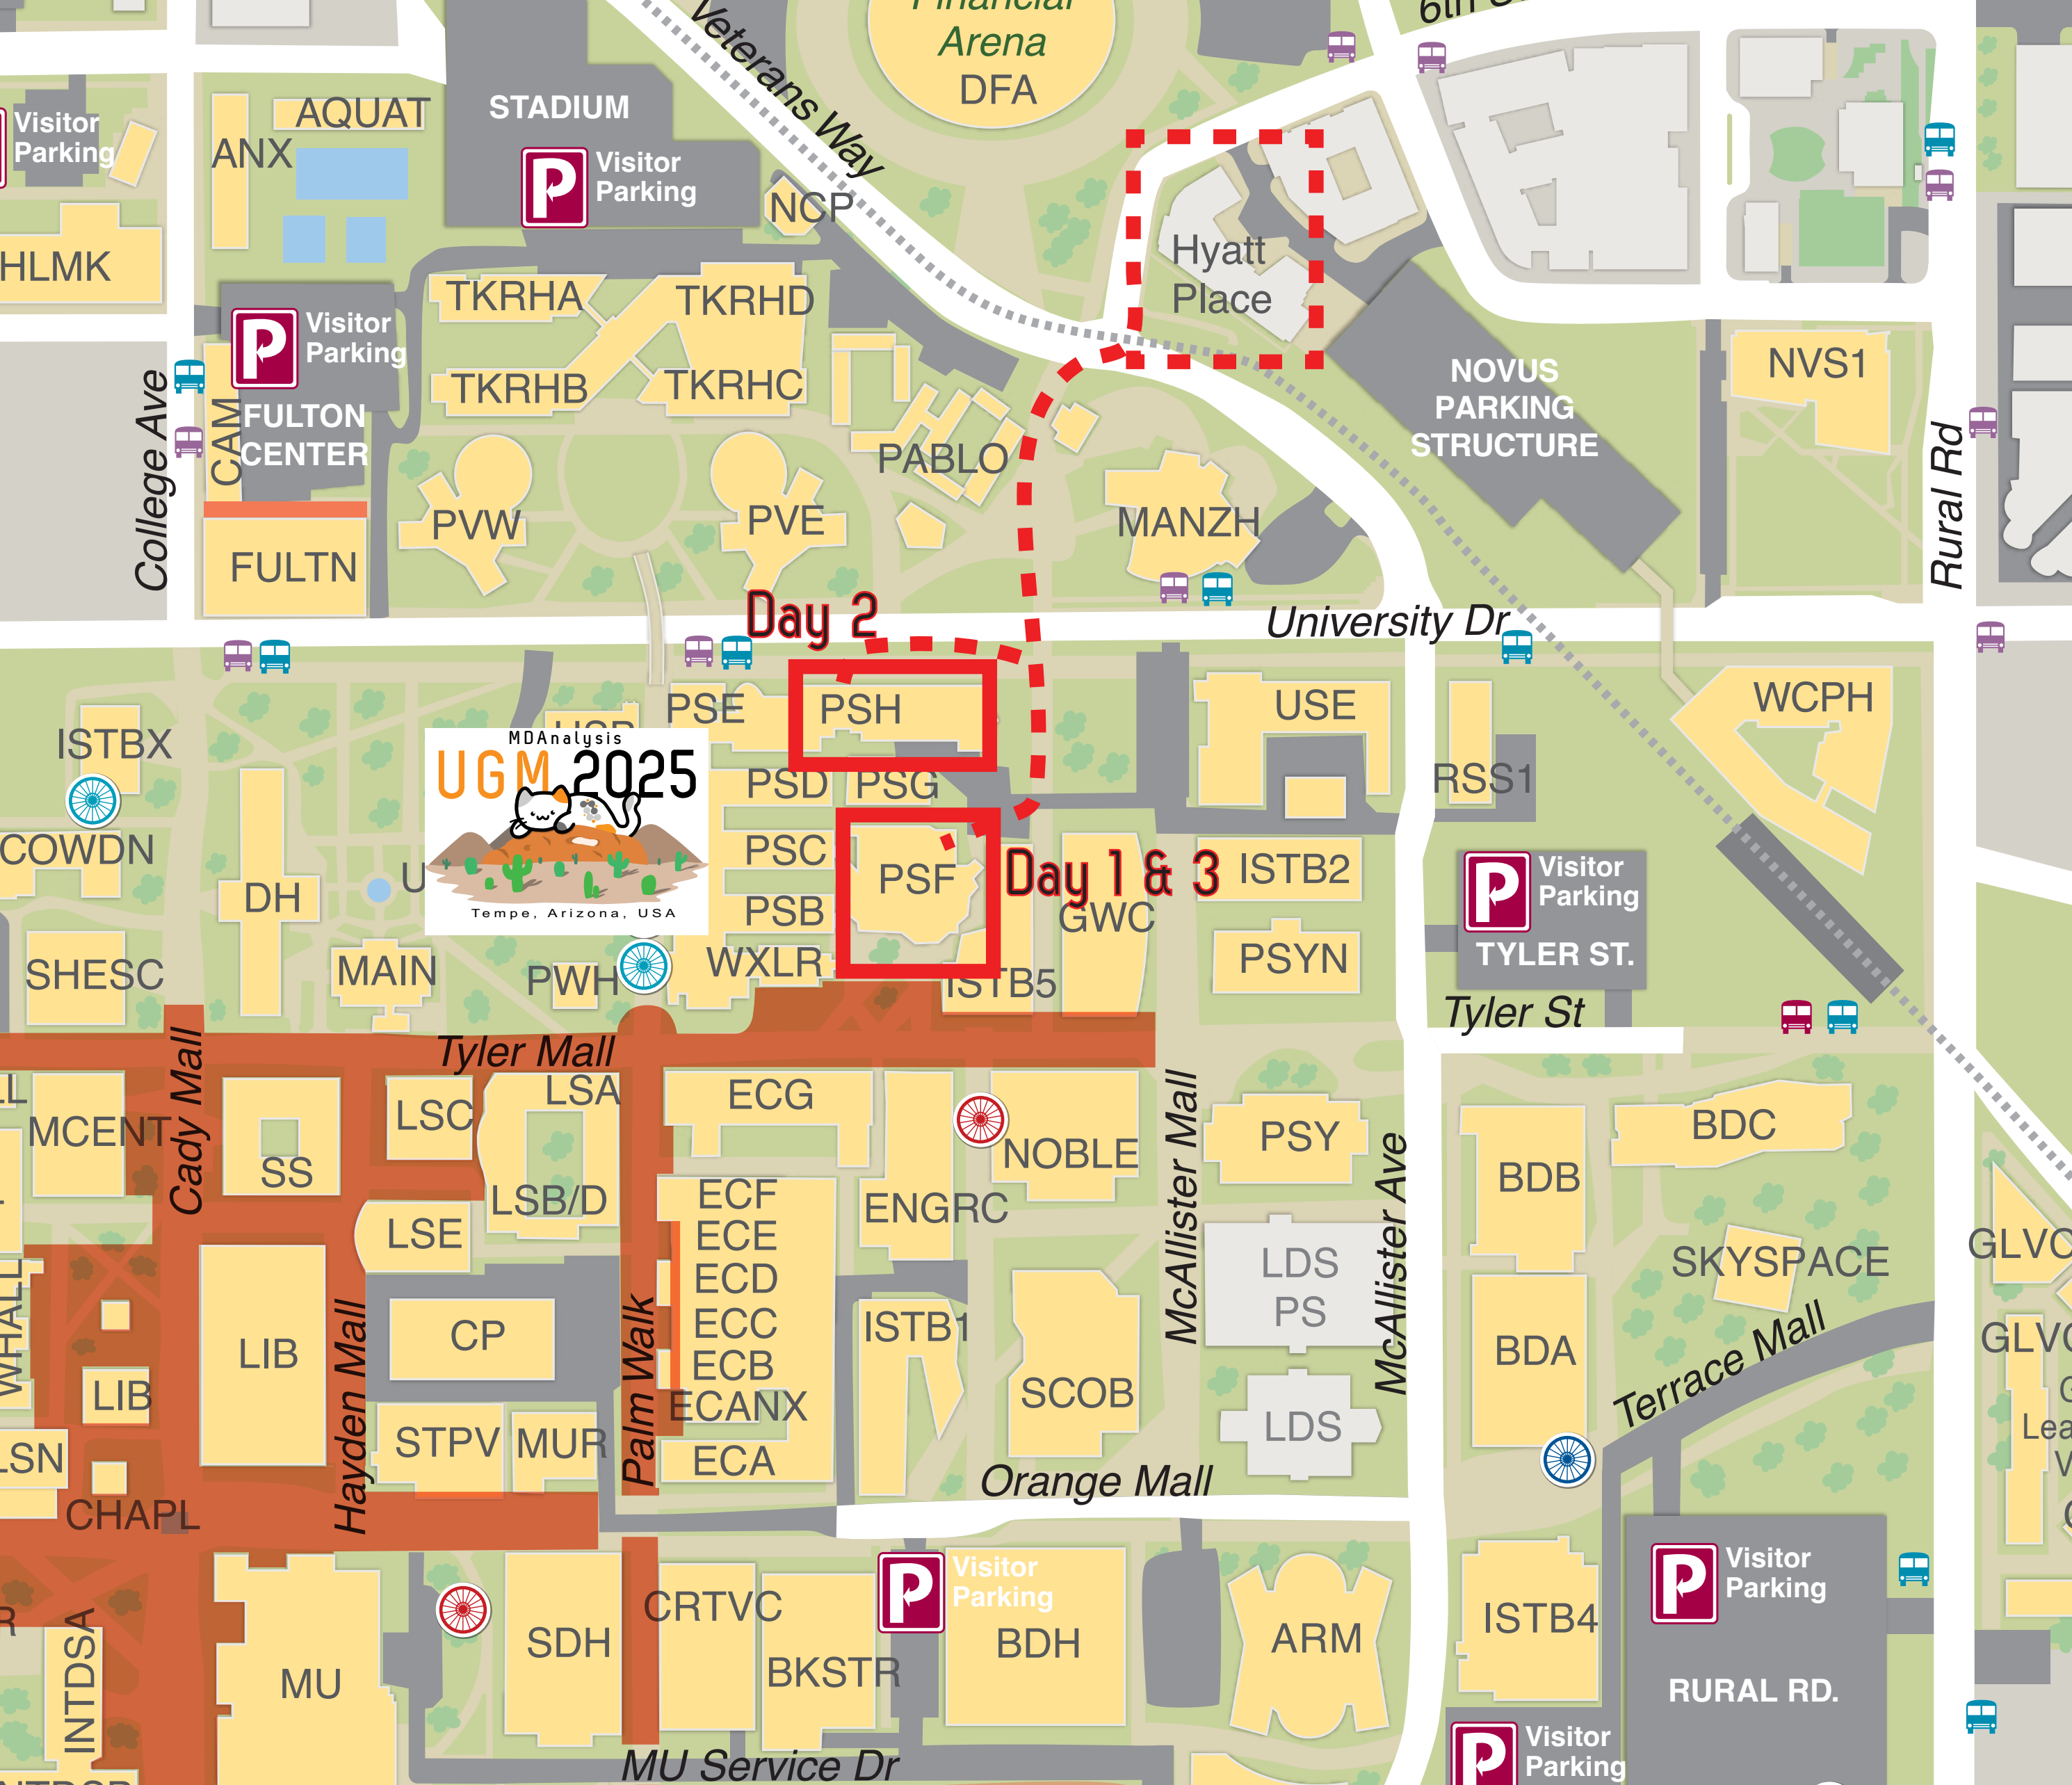 Financial
Arena
DFA
6th
Veterans Way
Visitor
Parking
AQUAT
ANX
STADIUM
Visitor
Parking
NCP
HLMK
Hyatt
Place
TKRHA
TKRHD
Visitor
Parking
TKRHB
TKRHC
NOVUS
PARKING
STRUCTURE
NVS1
College Ave
CAM
FULTON
CENTER
PABLO
Rural Rd
PVW
PVE
MANZH
FULTN
Day 2
University Dr
PSE
PSH
USE
WCPH
ISTBX
MDAnalysis
UGM 2025
Tempe, Arizona, USA
PSD
PSG
RSS1
COWDN
PSC
DH
PSF
Day 1 & 3
ISTB2
Visitor
Parking
PSB
GWC
SHESC
MAIN
PWH
WXLR
ISTB5
PSYN
TYLER ST.
Tyler St
Tyler Mall
Cady Mall
MCENT
SS
LSC
LSA
LSB/D
ECG
NOBLE
McAllister Mall
PSY
McAllister Ave
BDB
BDC
LSE
ECF
ECE
ECD
ECC
ECB
ECANX
ECA
ENGRC
LDS
PS
SKYSPACE
GLVC
WHALL
LIB
Hayden Mall
CP
Palm Walk
ISTB1
SCOB
BDA
Terrace Mall
LIB
STPV
MUR
LDS
LSN
CHAPL
Orange Mall
Visitor
Parking
Visitor
Parking
CRTVC
INTDSA
MU
SDH
BKSTR
BDH
ARM
ISTB4
RURAL RD.
MU Service Dr
Visitor
Parking